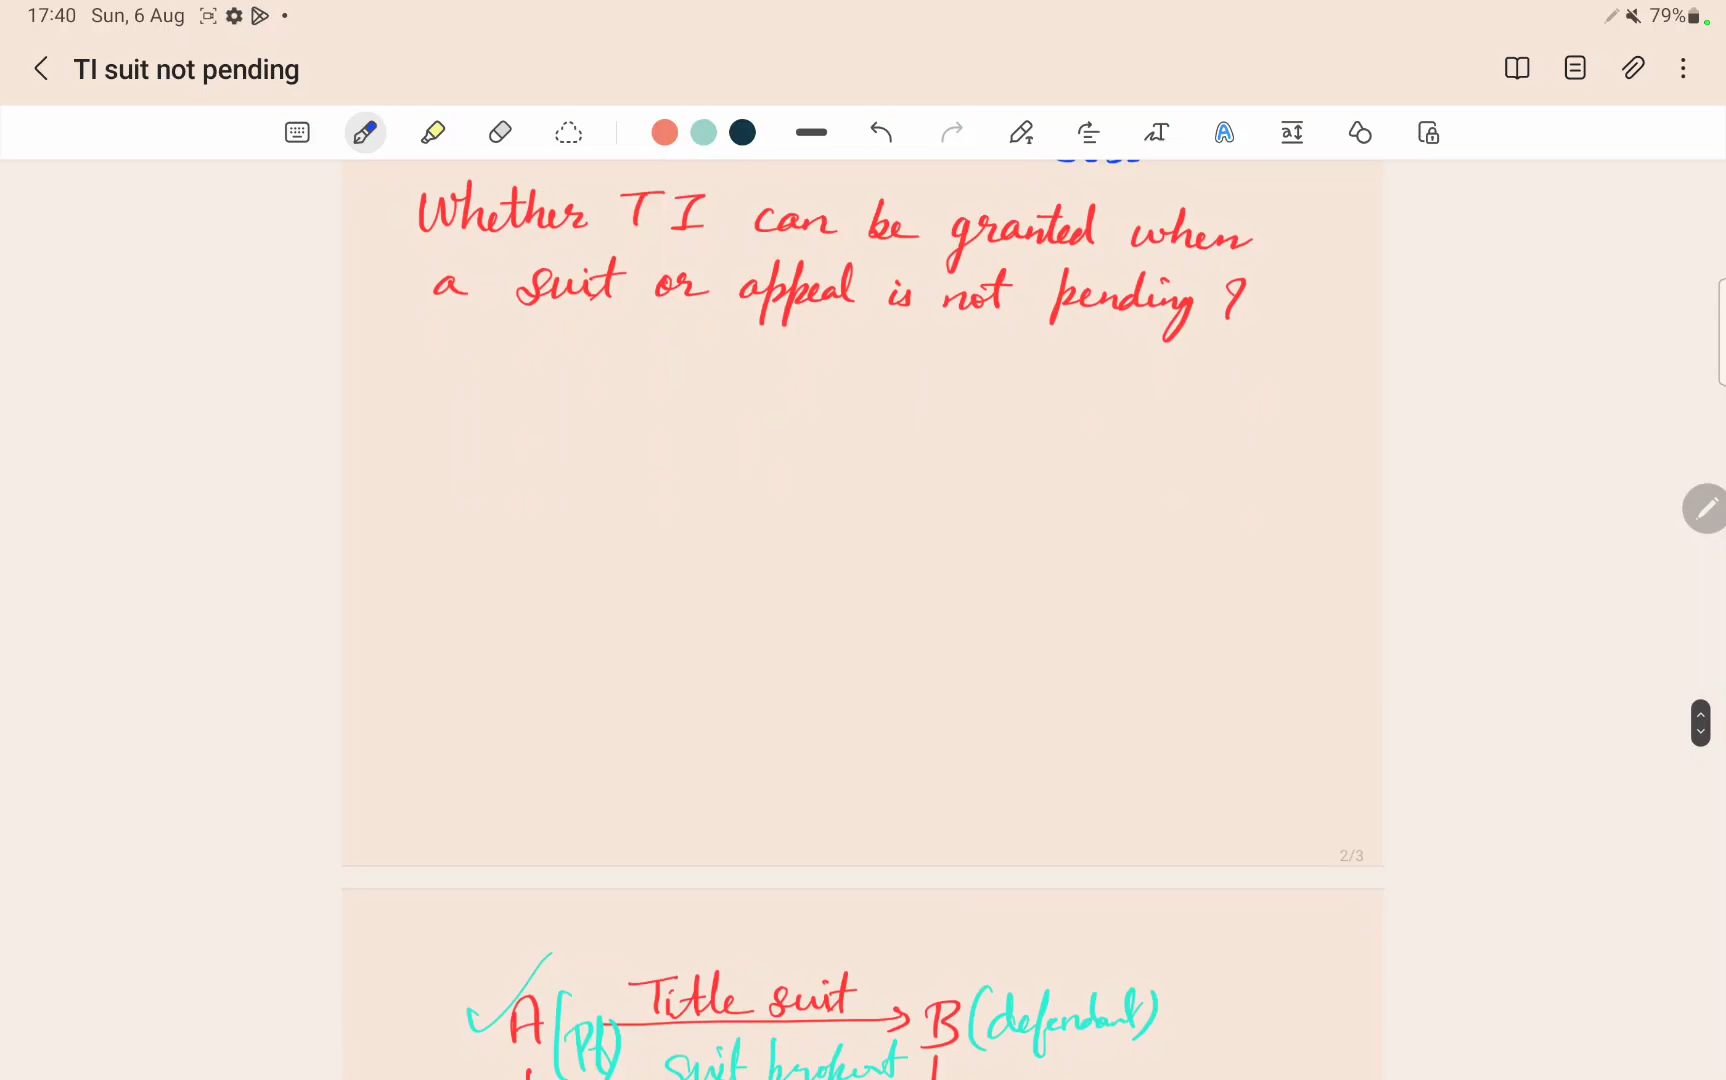 17:40 Sun, 6 Aug
79%
TI suit not pending
Whether TI can be granted when
a suit or appeal is not pending ?
2/3
Title suit
A (Pf) B (defendant)
suit